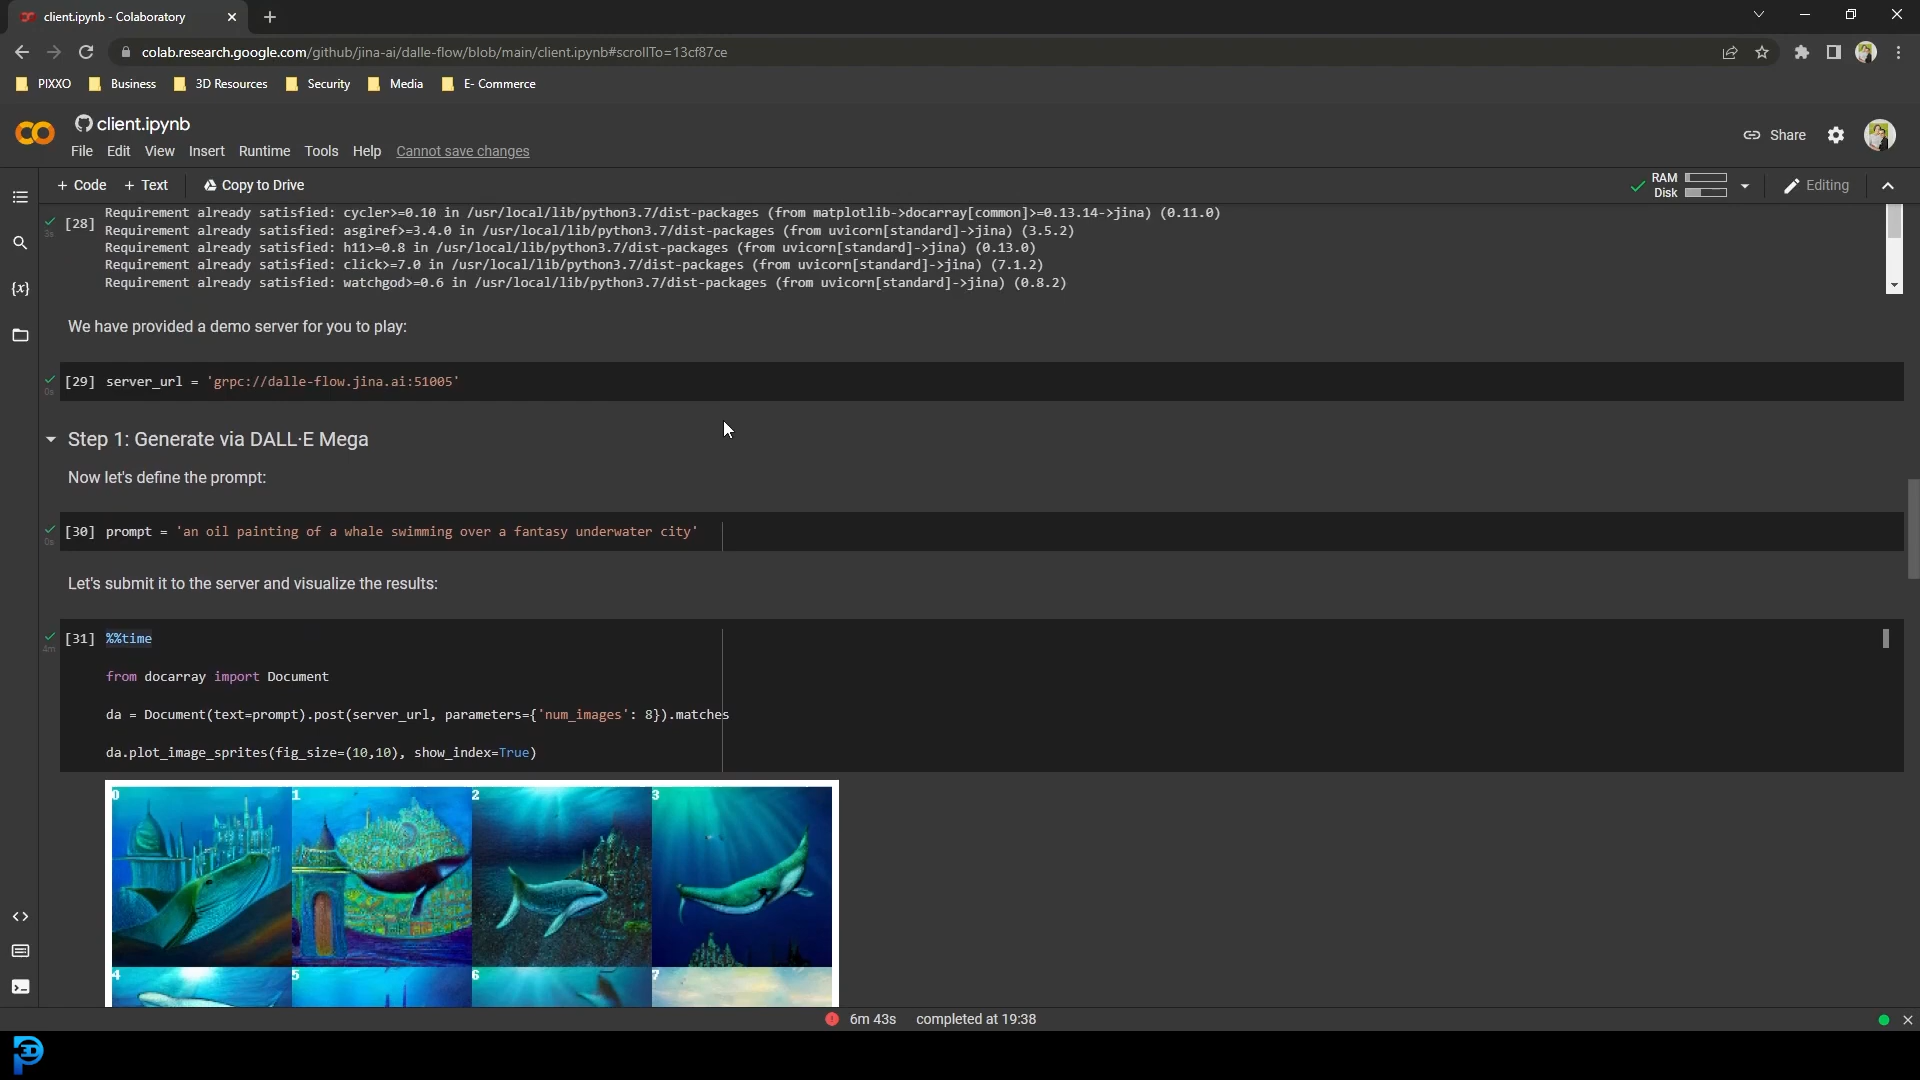 client.ipynb - Colaboratory
colab.research.google.com/github/jina-ai/dalle-flow/blob/main/client.ipynb#scrollTo=13cf87ce
PIXXO Business 3D Resources Security Media E- Commerce
client.ipynb
Share
File Edit View Insert Runtime Tools Help Cannot save changes
+ Code + Text Copy to Drive
RAM
Disk
Editing
[28] Requirement already satisfied: cycler>=0.10 in /usr/local/lib/python3.7/dist-packages (from matplotlib->docarray[common]>=0.13.14->jina) (0.11.0)
Requirement already satisfied: asgiref>=3.4.0 in /usr/local/lib/python3.7/dist-packages (from uvicorn[standard]->jina) (3.5.2)
Requirement already satisfied: h11>=0.8 in /usr/local/lib/python3.7/dist-packages (from uvicorn[standard]->jina) (0.13.0)
Requirement already satisfied: click>=7.0 in /usr/local/lib/python3.7/dist-packages (from uvicorn[standard]->jina) (7.1.2)
Requirement already satisfied: watchgod>=0.6 in /usr/local/lib/python3.7/dist-packages (from uvicorn[standard]->jina) (0.8.2)
3s
{x}
We have provided a demo server for you to play:
[29] server_url = 'grpc://dalle-flow.jina.ai:51005'
0s
Step 1: Generate via DALL·E Mega
Now let's define the prompt:
[30] prompt = 'an oil painting of a whale swimming over a fantasy underwater city'
0s
Let's submit it to the server and visualize the results:
[31] %%time
4m
from docarray import Document
da = Document(text=prompt).post(server_url, parameters={'num_images': 8}).matches
da.plot_image_sprites(fig_size=(10,10), show_index=True)
0 1 2 3
4 5 6 7
6m 43s completed at 19:38
3D